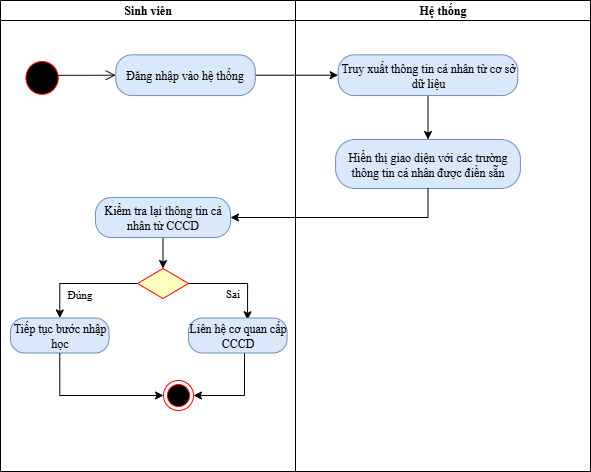 Sinh viên
Hệ thống
Đăng nhập vào hệ thống
Truy xuất thông tin cá nhân từ cơ sở
dữ liệu
Hiển thị giao diện với các trường
thông tin cá nhân được điền sẵn
Kiểm tra lại thông tin cá
nhân từ CCCD
Đúng
Sai
Tiếp tục bước nhập
học
Liên hệ cơ quan cấp
CCCD